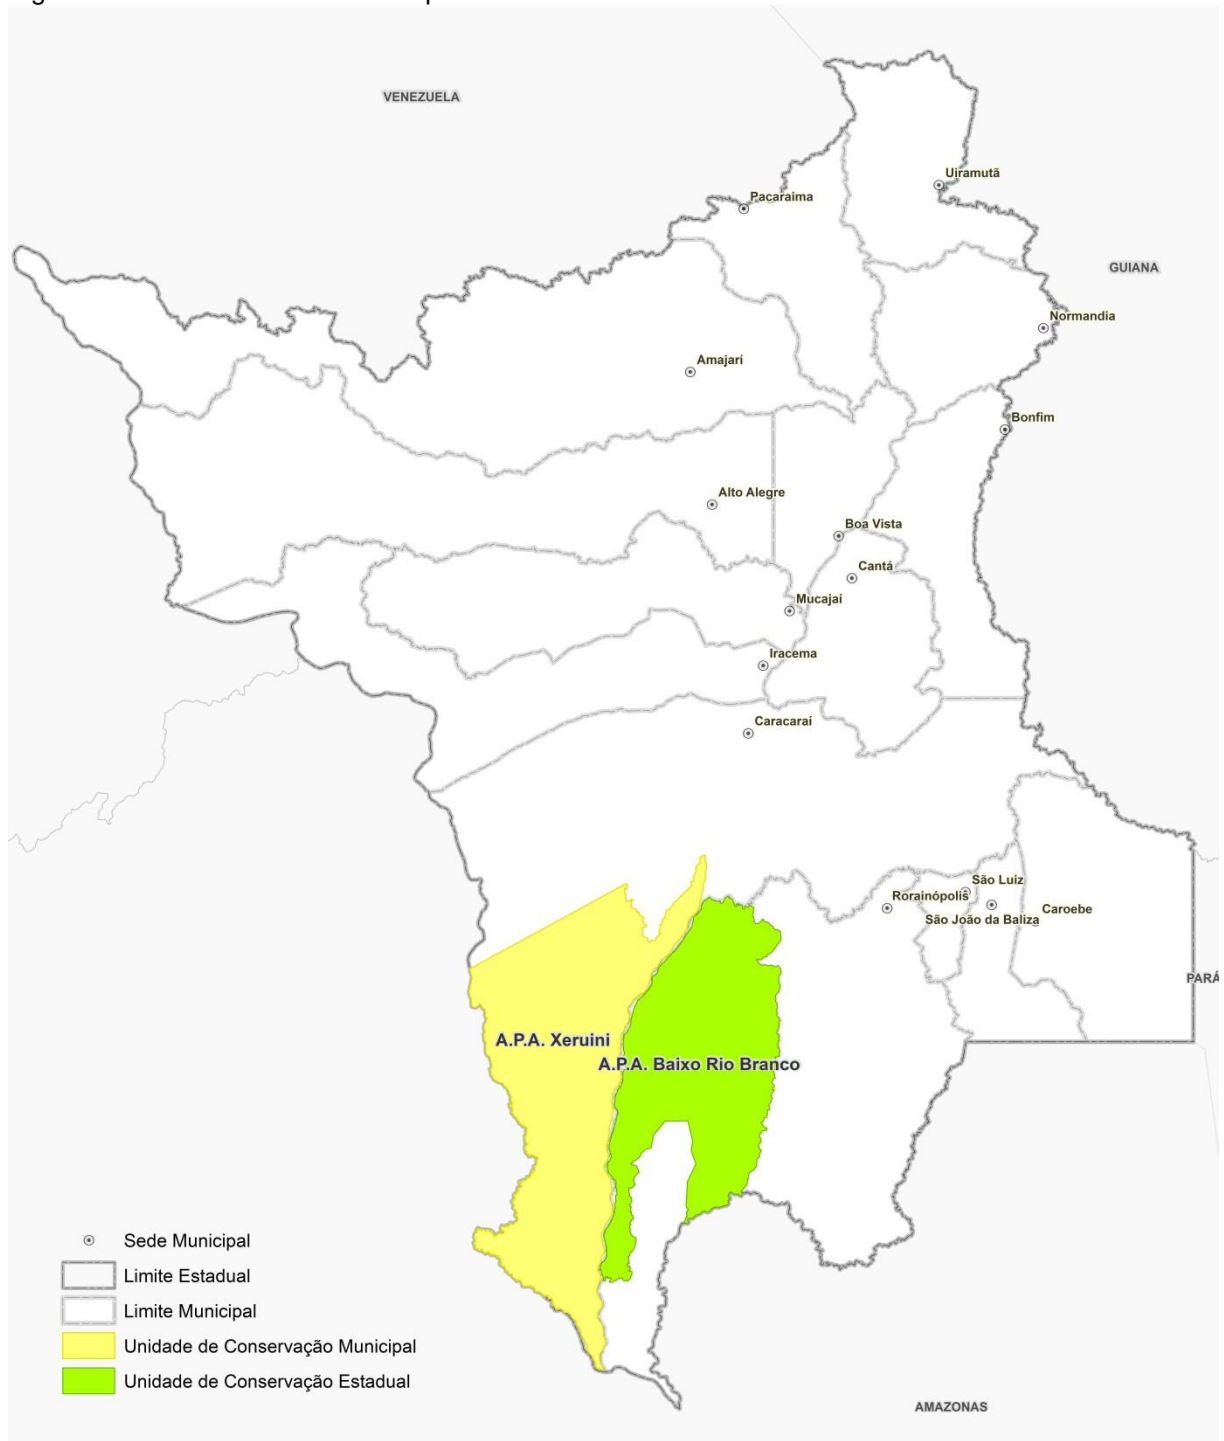 VENEZUELA
Uiramutã
Pacaraima
GUIANA
Normandia
Amajarí
Bonfim
Alto Alegre
Boa Vista
Cantá
Mucajaí
Iracema
Caracaraí
São Luiz
Rorainópolis
Caroebe
São João da Baliza
PARÁ
A.P.A. Xeruini
A.P.A. Baixo Rio Branco
Sede Municipal
Limite Estadual
Limite Municipal
Unidade de Conservação Municipal
Unidade de Conservação Estadual
AMAZONAS